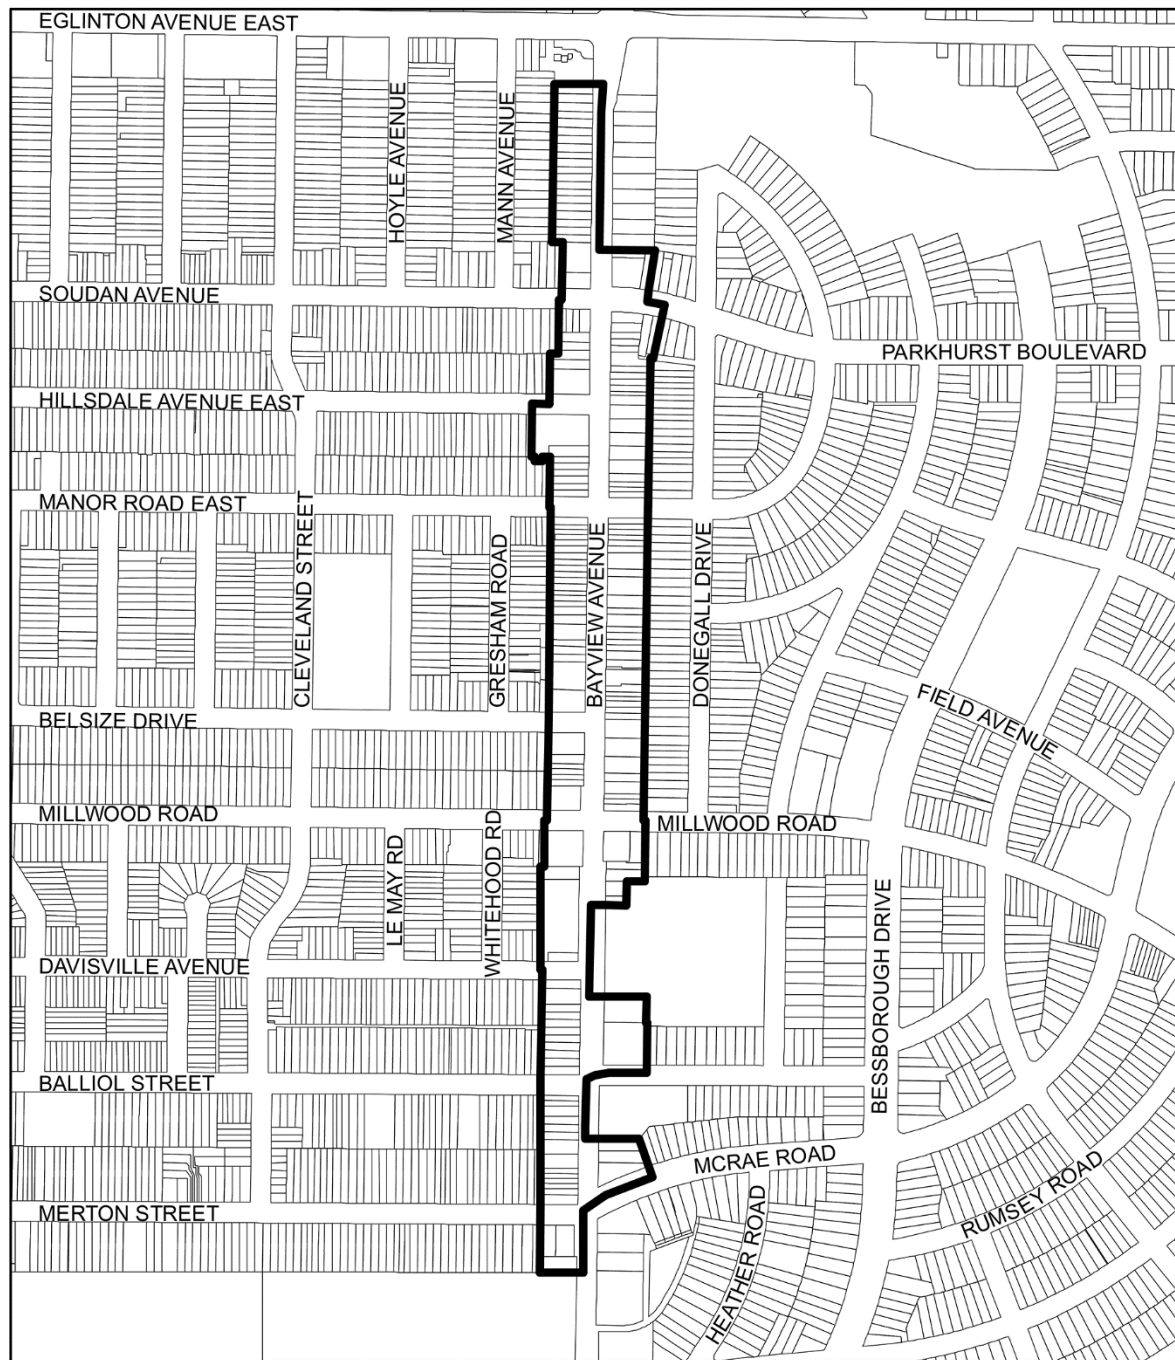 EGLINTON AVENUE EAST
HOYLE AVENUE
MANN AVENUE
SOUDAN AVENUE
PARKHURST BOULEVARD
HILLSDALE AVENUE EAST
MANOR ROAD EAST
CLEVELAND STREET
GRESHAM ROAD
BAYVIEW AVENUE
DONEGALL DRIVE
BELSIZE DRIVE
FIELD AVENUE
MILLWOOD ROAD
MILLWOOD ROAD
LE MAY RD
WHITEHOOD RD
BESSBOROUGH DRIVE
DAVISVILLE AVENUE
BALLIOL STREET
MCRAE ROAD
MERTON STREET
HEATHER ROAD
RUMSEY ROAD